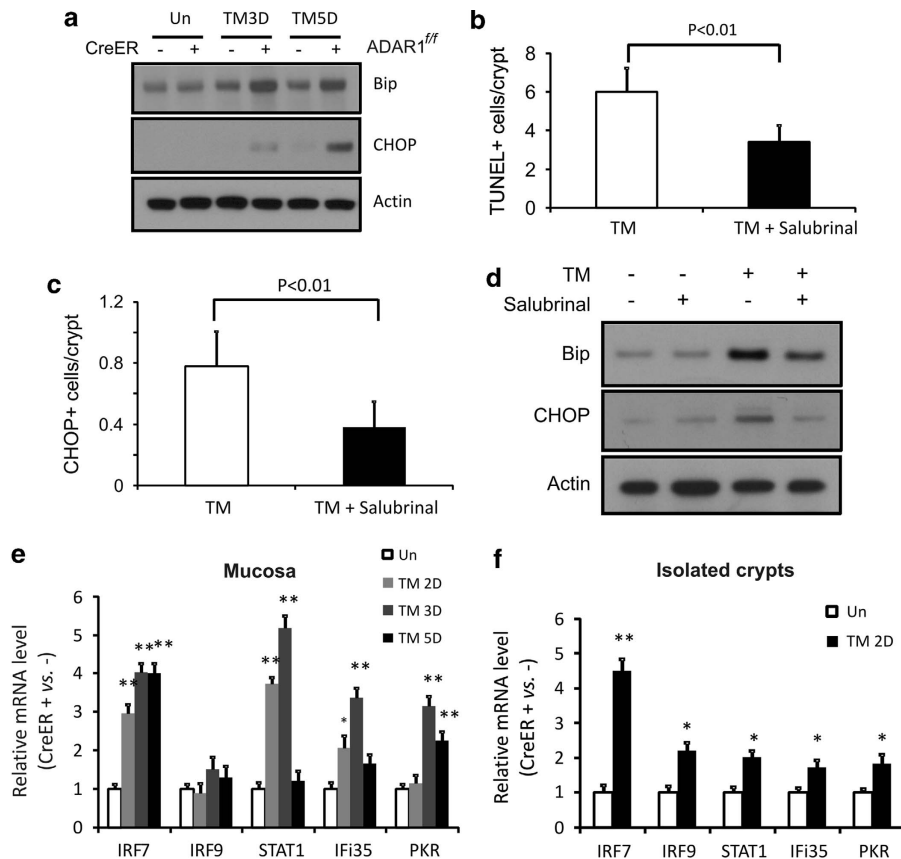 a
Un TM3D TM5D
CreER - + - + - + ADAR1f/f
Bip
CHOP
Actin
b
P<0.01
TUNEL+ cells/crypt
8
6
4
2
0
TM TM + Salubrinal
c
P<0.01
CHOP+ cells/crypt
1.2
0.8
0.4
0
TM TM + Salubrinal
d
TM - - + +
Salubrinal - + - +
Bip
CHOP
Actin
e
Mucosa
Un
TM 2D
TM 3D
TM 5D
Relative mRNA level
(CreER + vs. -)
6
5
4
3
2
1
0
** ** ** ** ** * ** ** **
IRF7 IRF9 STAT1 IFi35 PKR
f
Isolated crypts
Un
TM 2D
Relative mRNA level
(CreER + vs. -)
6
5
4
3
2
1
0
** * * * *
IRF7 IRF9 STAT1 IFi35 PKR